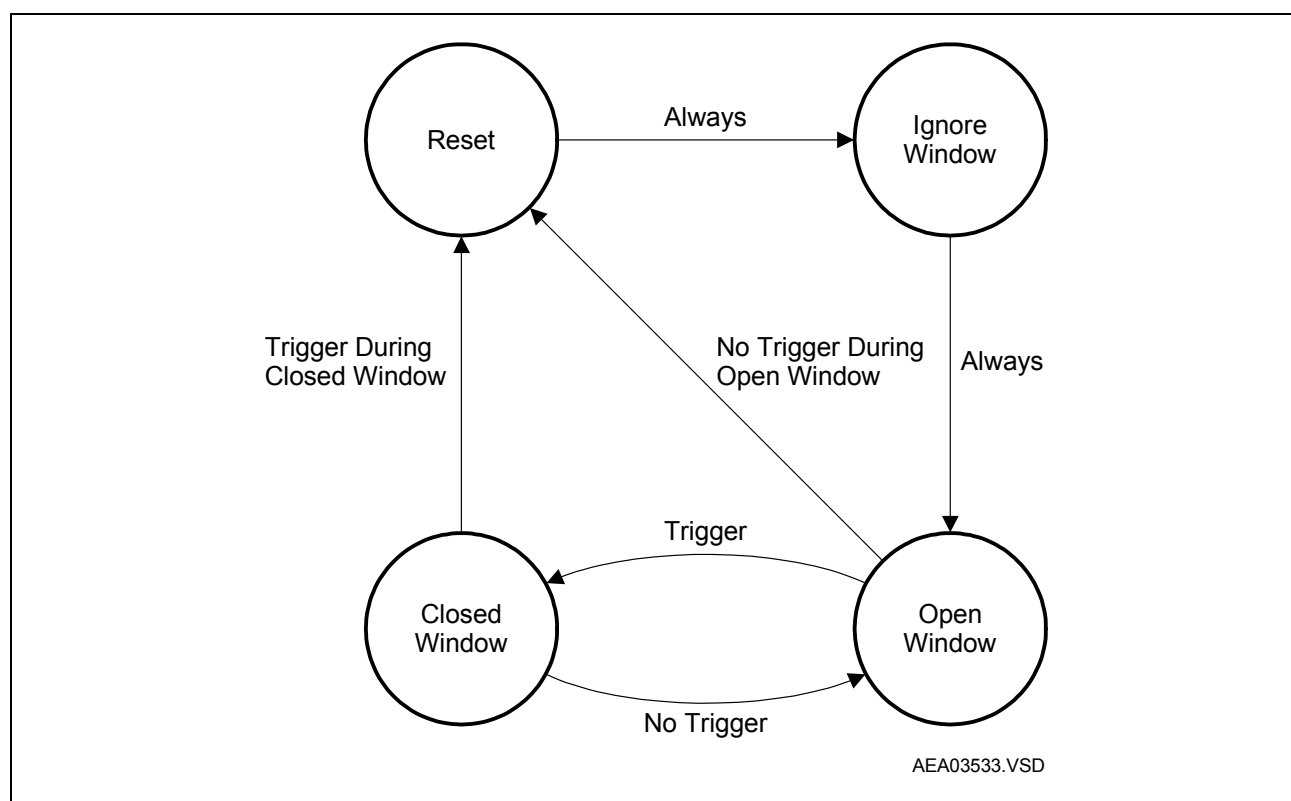 Always
Reset
Ignore
Window
Trigger During
Closed Window
No Trigger During
Open Window
Always
Trigger
Closed
Window
Open
Window
No Trigger
AEA03533.VSD